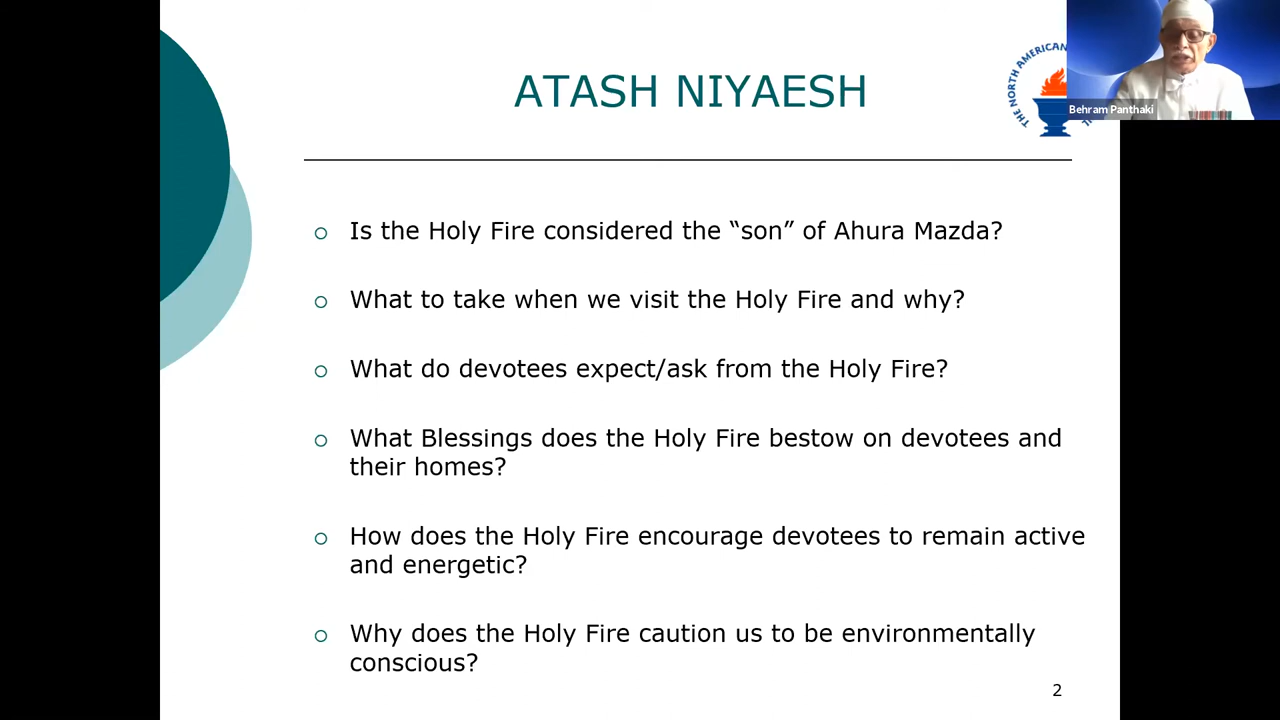 ATASH NIYAESH
THE NORTH AMERICAN
Behram Panthaki
Is the Holy Fire considered the “son” of Ahura Mazda?
What to take when we visit the Holy Fire and why?
What do devotees expect/ask from the Holy Fire?
What Blessings does the Holy Fire bestow on devotees and
their homes?
How does the Holy Fire encourage devotees to remain active
and energetic?
Why does the Holy Fire caution us to be environmentally
conscious?
2